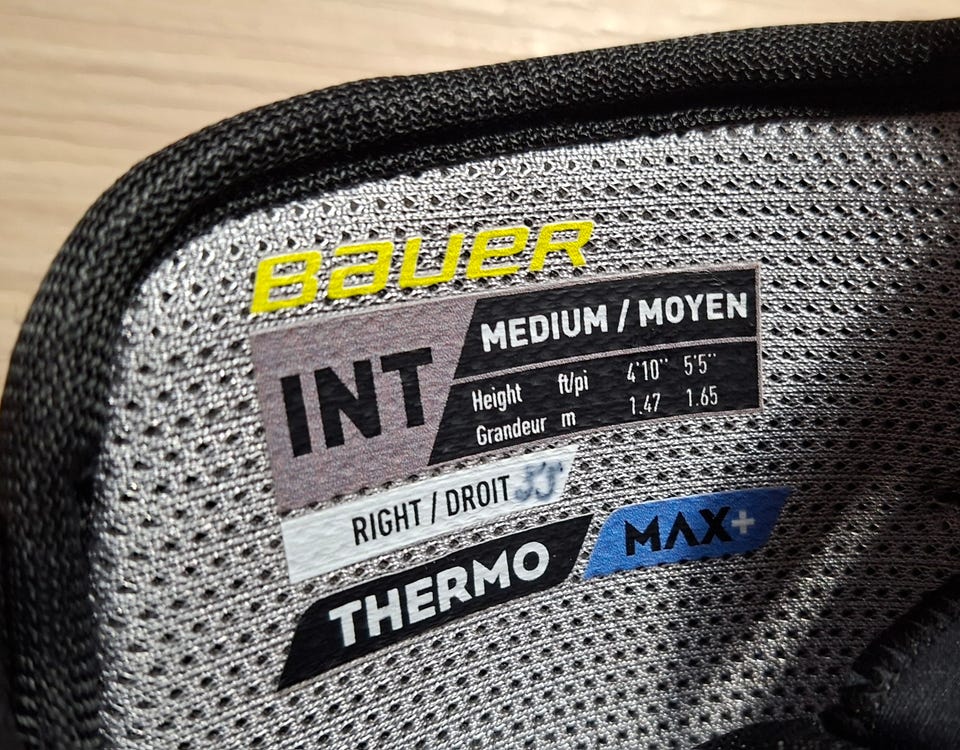 Bauer
INT
MEDIUM / MOYEN
Height ft/pi 4'10'' 5'5''
Grandeur m 1.47 1.65
RIGHT / DROIT
THERMO MAX+